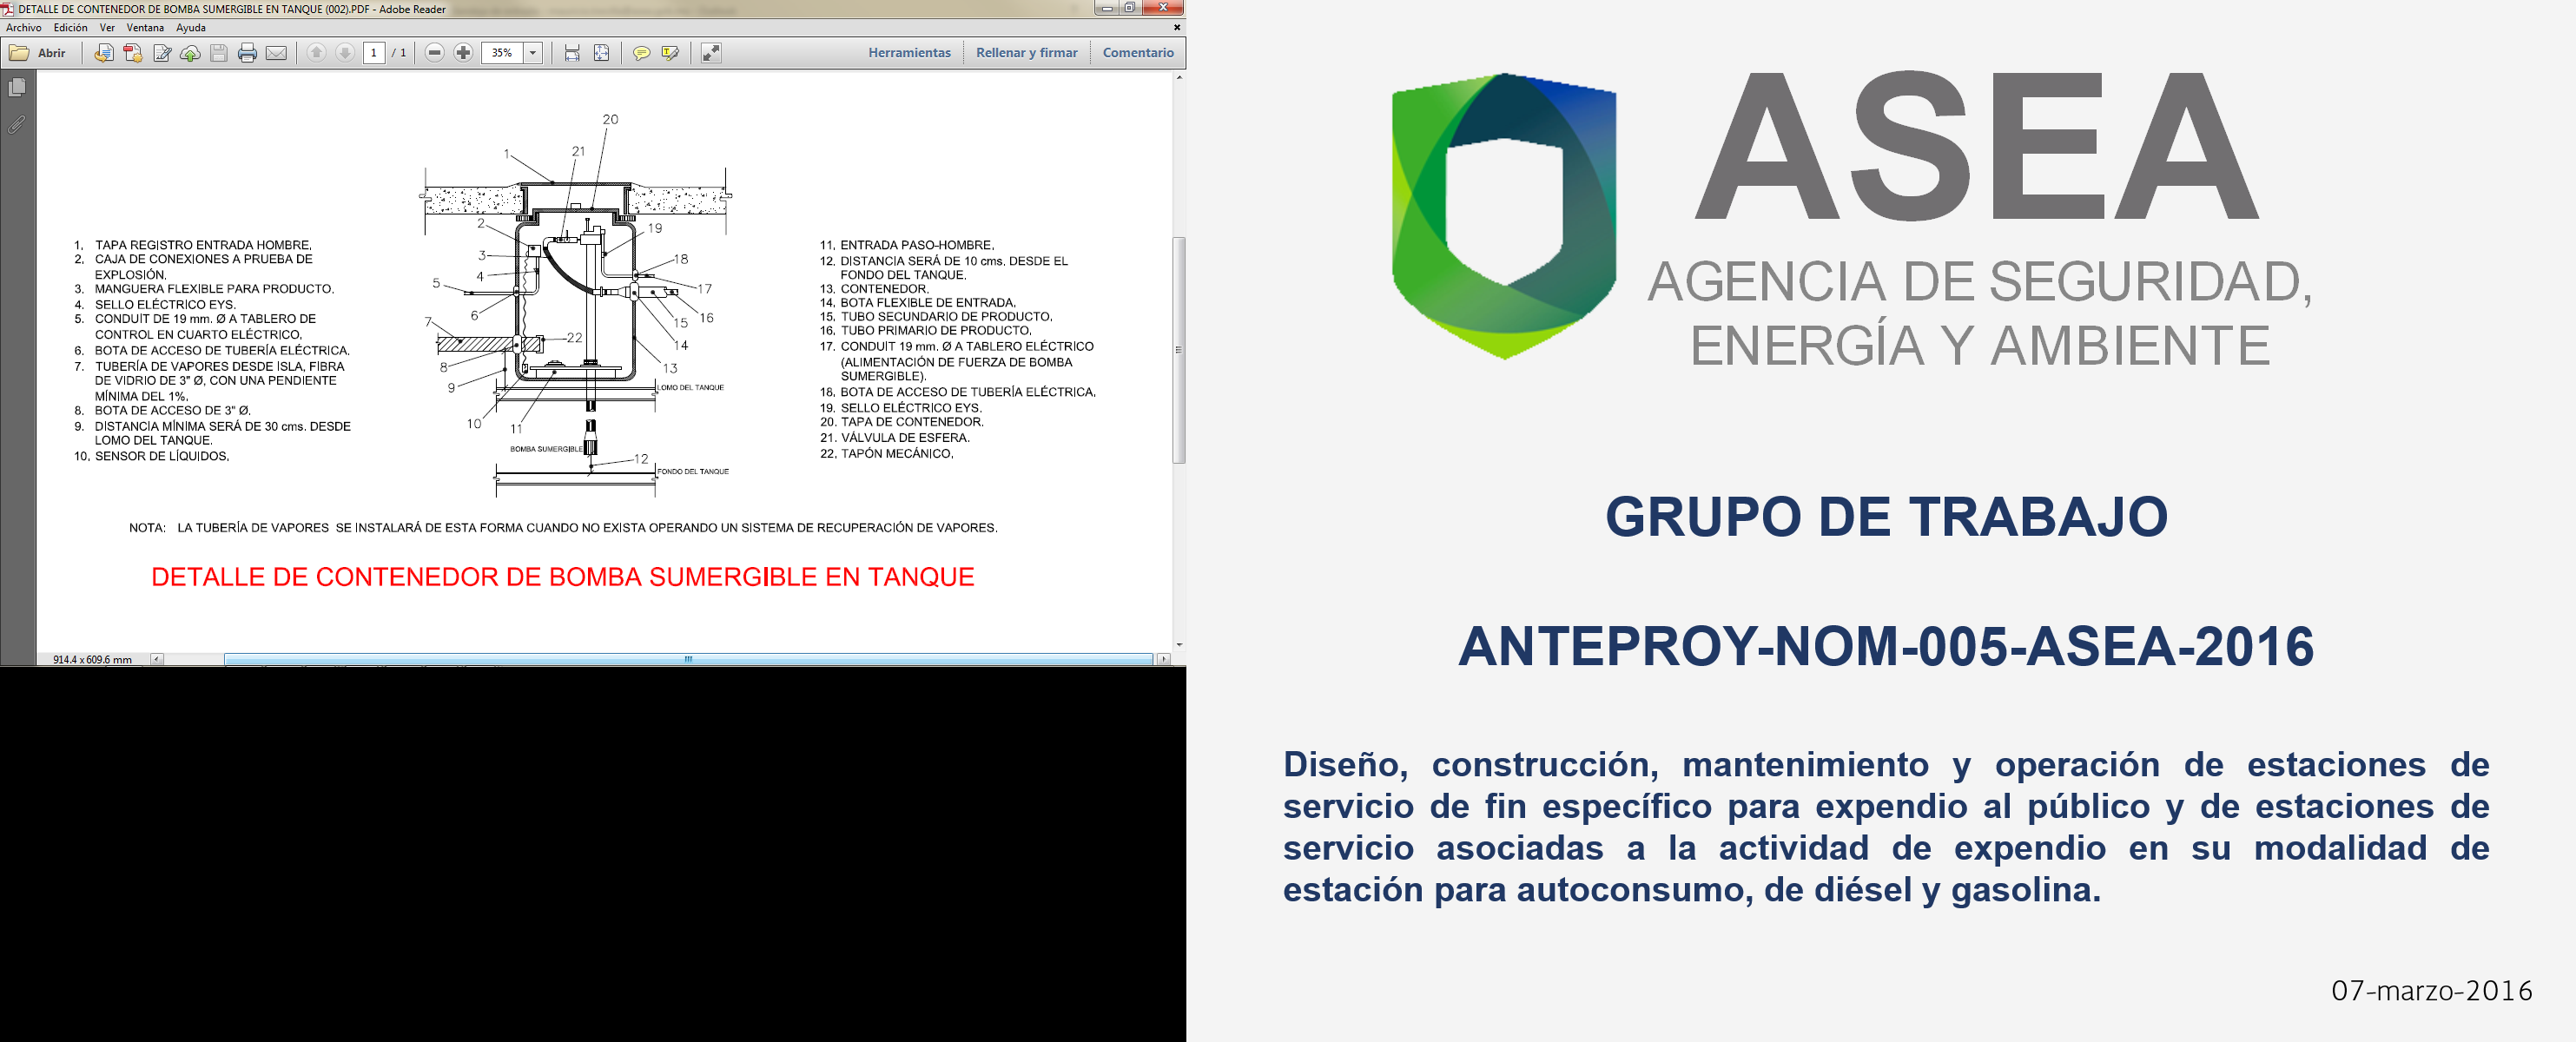 DETALLE DE CONTENEDOR DE BOMBA SUMERGIBLE EN TANQUE (002).PDF - Adobe Reader
Archivo Edición Ver Ventana Ayuda
Abrir 1 / 1 35% Herramientas Rellenar y firmar Comentario
20
1 21
2
19
3
18
4
5
17
6
16
7
15
22
14
8
13
9
LOMO DEL TANQUE
10
11
BOMBA SUMERGIBLE
12
FONDO DEL TANQUE
1. TAPA REGISTRO ENTRADA HOMBRE.
2. CAJA DE CONEXIONES A PRUEBA DE
EXPLOSIÓN.
3. MANGUERA FLEXIBLE PARA PRODUCTO.
4. SELLO ELÉCTRICO EYS.
5. CONDUIT DE 19 mm. Ø A TABLERO DE
CONTROL EN CUARTO ELÉCTRICO.
6. BOTA DE ACCESO DE TUBERÍA ELÉCTRICA.
7. TUBERÍA DE VAPORES DESDE ISLA, FIBRA
DE VIDRIO DE 3" Ø, CON UNA PENDIENTE
MÍNIMA DEL 1%.
8. BOTA DE ACCESO DE 3" Ø.
9. DISTANCIA MÍNIMA SERÁ DE 30 cms. DESDE
LOMO DEL TANQUE.
10. SENSOR DE LÍQUIDOS.
11. ENTRADA PASO-HOMBRE.
12. DISTANCIA SERÁ DE 10 cms. DESDE EL
FONDO DEL TANQUE.
13. CONTENEDOR.
14. BOTA FLEXIBLE DE ENTRADA.
15. TUBO SECUNDARIO DE PRODUCTO.
16. TUBO PRIMARIO DE PRODUCTO.
17. CONDUIT 19 mm. Ø A TABLERO ELÉCTRICO
(ALIMENTACIÓN DE FUERZA DE BOMBA
SUMERGIBLE).
18. BOTA DE ACCESO DE TUBERÍA ELÉCTRICA.
19. SELLO ELÉCTRICO EYS.
20. TAPA DE CONTENEDOR.
21. VÁLVULA DE ESFERA.
22. TAPÓN MECÁNICO.
NOTA: LA TUBERÍA DE VAPORES SE INSTALARÁ DE ESTA FORMA CUANDO NO EXISTA OPERANDO UN SISTEMA DE RECUPERACIÓN DE VAPORES.
DETALLE DE CONTENEDOR DE BOMBA SUMERGIBLE EN TANQUE
914.4 x 609.6 mm
ASEA
AGENCIA DE SEGURIDAD,
ENERGÍA Y AMBIENTE
GRUPO DE TRABAJO
ANTEPROY-NOM-005-ASEA-2016
Diseño, construcción, mantenimiento y operación de estaciones de
servicio de fin específico para expendio al público y de estaciones de
servicio asociadas a la actividad de expendio en su modalidad de
estación para autoconsumo, de diésel y gasolina.
07-marzo-2016